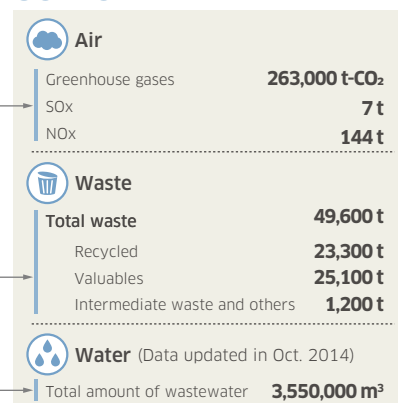 Air
Greenhouse gases 263,000 t-CO₂
SOx 7 t
NOx 144 t
Waste
Total waste 49,600 t
Recycled 23,300 t
Valuables 25,100 t
Intermediate waste and others 1,200 t
Water (Data updated in Oct. 2014)
Total amount of wastewater 3,550,000 m³